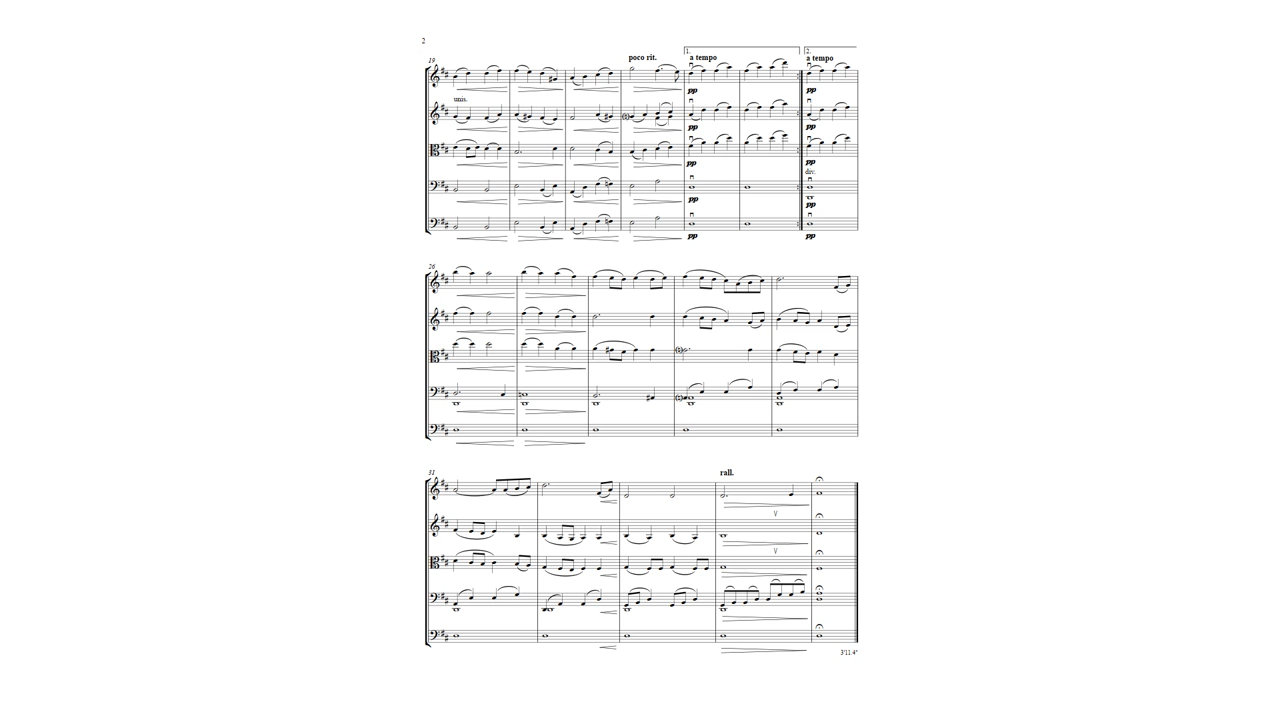 2
1.
2.
poco rit.
a tempo
a tempo
19
unis.
pp
pp
pp
pp
pp
pp
div.
pp
pp
pp
pp
26
31
rall.
3'11.4"